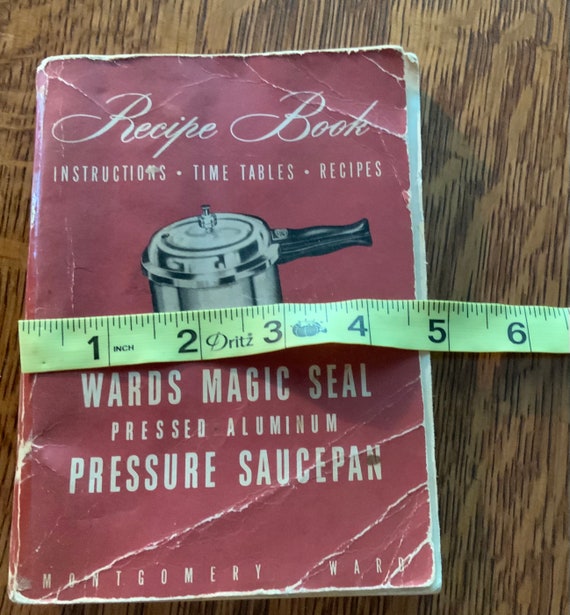 Recipe Book
INSTRUCTIONS • TIME TABLES • RECIPES
1 INCH 2 Dritz® 3 4 5 6
WARDS MAGIC SEAL
PRESSED ALUMINUM
PRESSURE SAUCEPAN
MONTGOMERY WARD